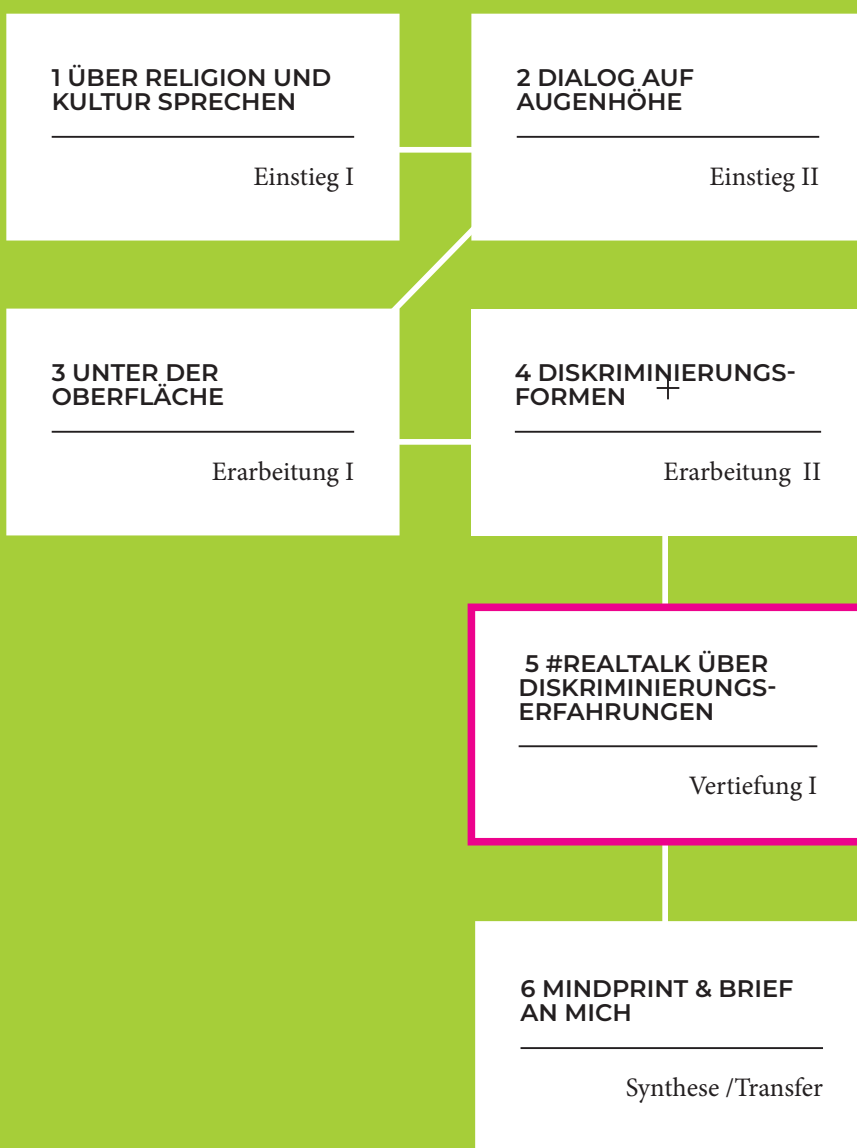 1 ÜBER RELIGION UND
KULTUR SPRECHEN
Einstieg I
2 DIALOG AUF
AUGENHÖHE
Einstieg II
3 UNTER DER
OBERFLÄCHE
Erarbeitung I
4 DISKRIMINIERUNGS-
FORMEN
Erarbeitung II
5 #REALTALK ÜBER
DISKRIMINIERUNGS-
ERFAHRUNGEN
Vertiefung I
6 MINDPRINT & BRIEF
AN MICH
Synthese /Transfer